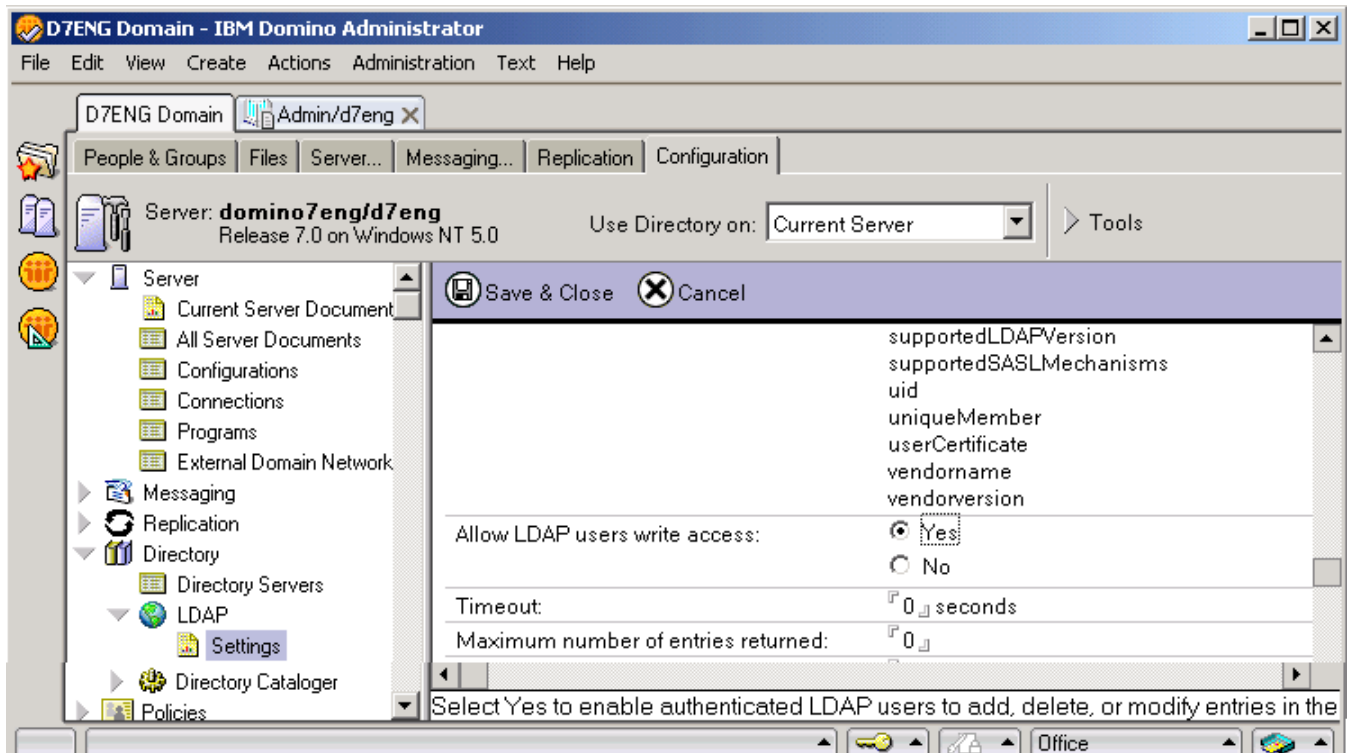 D7ENG Domain - IBM Domino Administrator
File Edit View Create Actions Administration Text Help
D7ENG Domain Admin/d7eng
People & Groups Files Server... Messaging... Replication Configuration
Server: domino7eng/d7eng
Release 7.0 on Windows NT 5.0
Use Directory on: Current Server
Tools
Server
Current Server Document
All Server Documents
Configurations
Connections
Programs
External Domain Network
Messaging
Replication
Directory
Directory Servers
LDAP
Settings
Directory Cataloger
Policies
Save & Close Cancel
supportedLDAPVersion
supportedSASLMechanisms
uid
uniqueMember
userCertificate
vendorname
vendorversion
Allow LDAP users write access: Yes
No
Timeout: 0 seconds
Maximum number of entries returned: 0
Select Yes to enable authenticated LDAP users to add, delete, or modify entries in the
Office